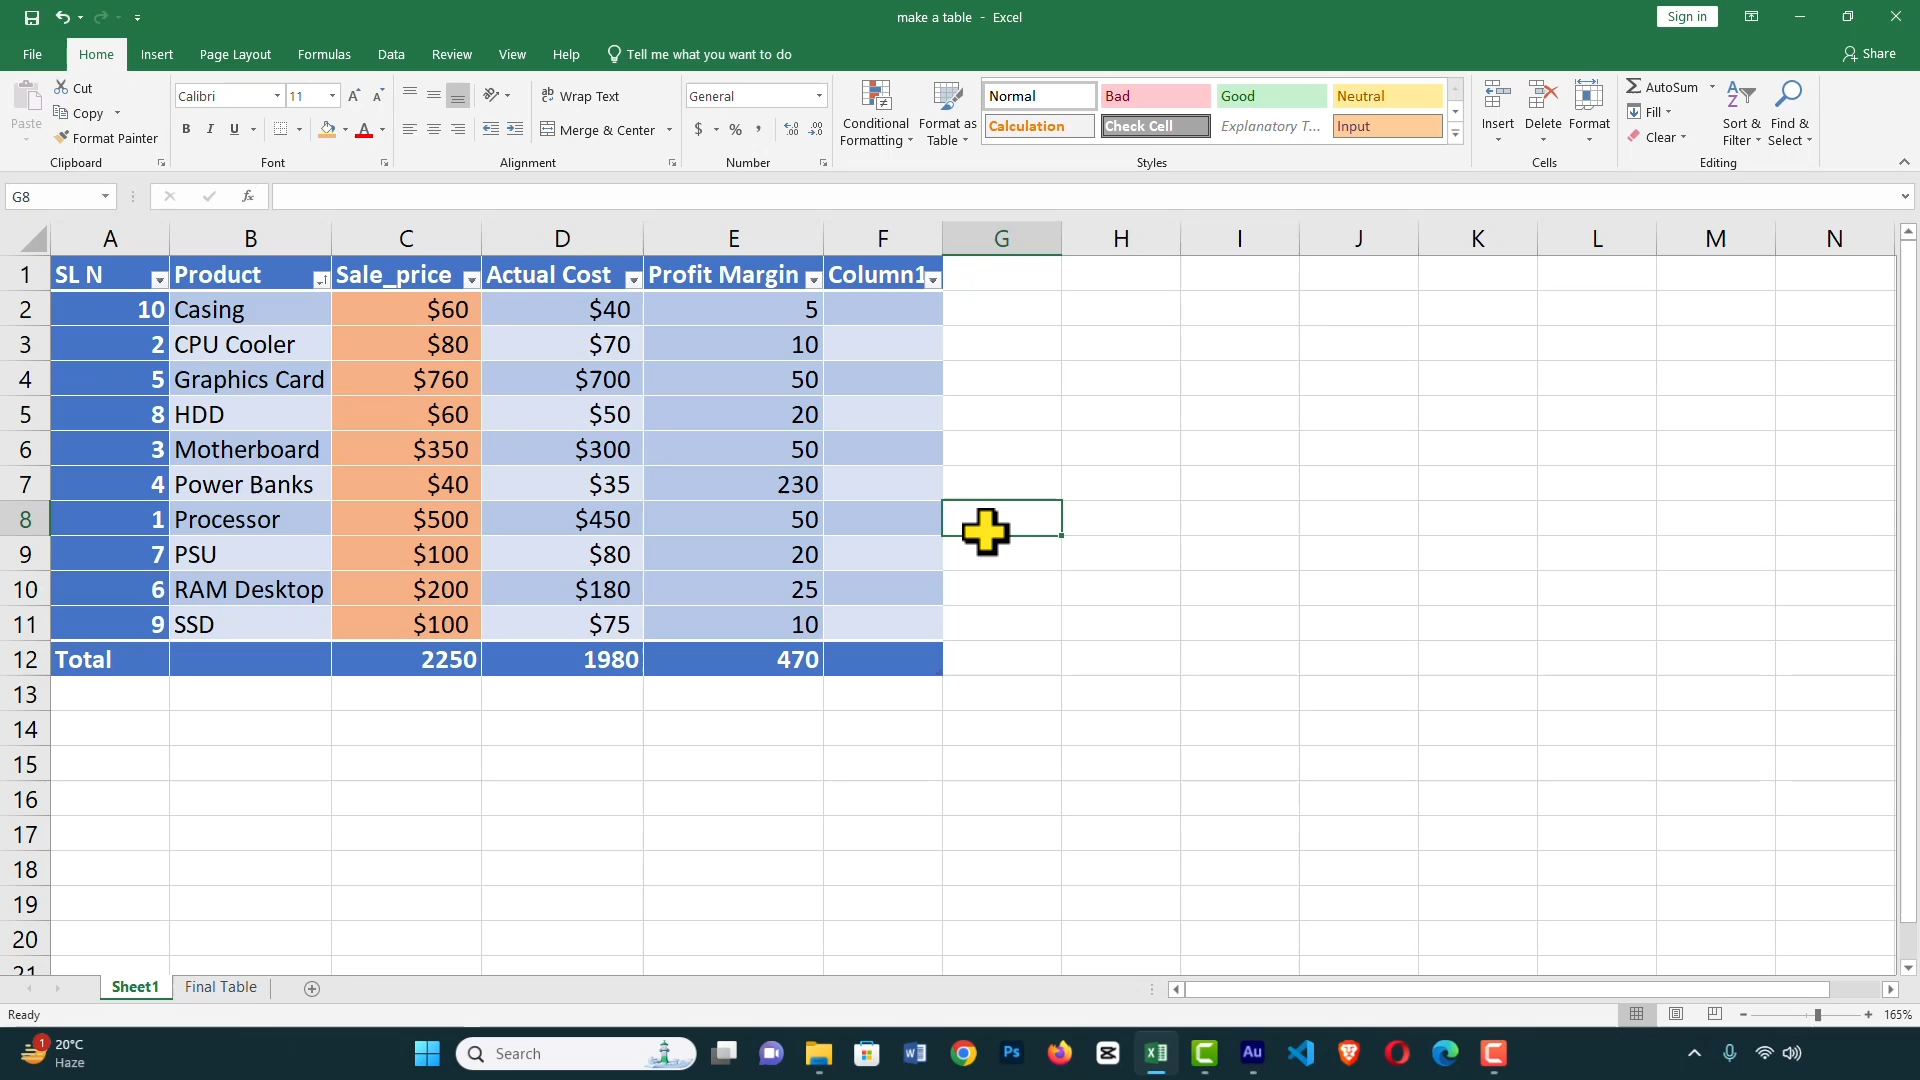 make a table - Excel
Sign in
File Home Insert Page Layout Formulas Data Review View Help Tell me what you want to do Share
Paste
Cut
Copy
Format Painter
Clipboard
Calibri 11
B I U
Font
Wrap Text
Merge & Center
Alignment
General
$ % ,
Number
Conditional Formatting
Format as Table
Normal Bad Good Neutral
Calculation Check Cell Explanatory T... Input
Styles
Insert Delete Format
Cells
AutoSum
Fill
Clear
Sort & Filter
Find & Select
Editing
G8 fx
A B C D E F G H I J K L M N
1 SL N Product Sale_price Actual Cost Profit Margin Column1
2 10 Casing $60 $40 5
3 2 CPU Cooler $80 $70 10
4 5 Graphics Card $760 $700 50
5 8 HDD $60 $50 20
6 3 Motherboard $350 $300 50
7 4 Power Banks $40 $35 230
8 1 Processor $500 $450 50
9 7 PSU $100 $80 20
10 6 RAM Desktop $200 $180 25
11 9 SSD $100 $75 10
12 Total 2250 1980 470
13
14
15
16
17
18
19
20
21
Sheet1 Final Table
Ready
165%
1
20°C
Haze
Search
Ps
Au